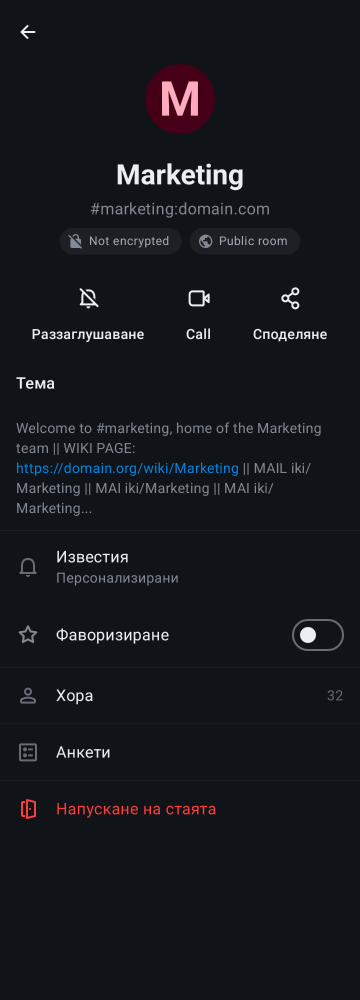 M
Marketing
#marketing:domain.com
Not encrypted
Public room
Раззаглушаване
Call
Споделяне
Тема
Welcome to #marketing, home of the Marketing
team || WIKI PAGE:
https://domain.org/wiki/Marketing || MAIL iki/
Marketing || MAI iki/Marketing || MAI iki/
Marketing...
Известия
Персонализирани
Фаворизиране
Хора 32
Анкети
Напускане на стаята